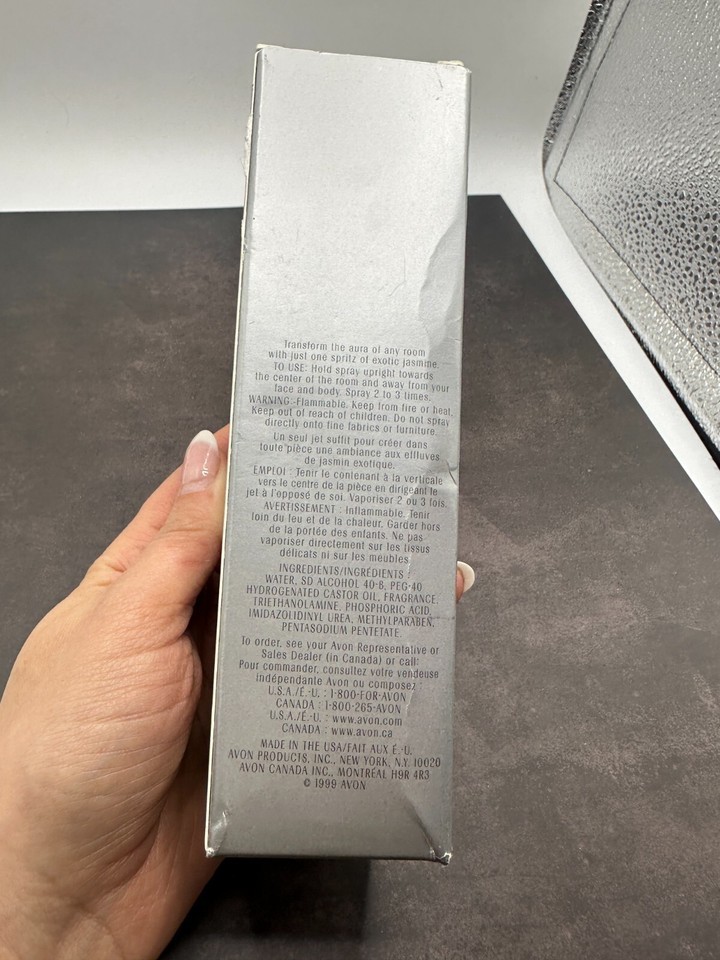 Transform the aura of any room
with just one spritz of exotic jasmine.
TO USE: Hold spray upright towards
the center of the room and away from your
face and body. Spray 2 to 3 times.
WARNING: Flammable. Keep from fire or heat.
Keep out of reach of children. Do not spray
directly onto fine fabrics or furniture.
Un seul jet suffit pour créer dans
toute pièce une ambiance aux effluves
de jasmin exotique.
EMPLOI : Tenir le contenant à la verticale
vers le centre de la pièce en dirigeant le
jet à l'opposé de soi. Vaporiser 2 ou 3 fois.
AVERTISSEMENT : Inflammable. Tenir
loin du feu et de la chaleur. Garder hors
de la portée des enfants. Ne pas
vaporiser directement sur les tissus
délicats ni sur les meubles.
INGREDIENTS/INGRÉDIENTS :
WATER, SD ALCOHOL 40-B, PEG-40
HYDROGENATED CASTOR OIL, FRAGRANCE,
TRIETHANOLAMINE, PHOSPHORIC ACID,
IMIDAZOLIDINYL UREA, METHYLPARABEN,
PENTASODIUM PENTETATE.
To order, see your Avon Representative or
Sales Dealer (in Canada) or call:
Pour commander, consultez votre vendeuse
indépendante Avon ou composez :
U.S.A./É.-U. : 1-800-FOR-AVON
CANADA : 1-800-265-AVON
U.S.A./É.-U. : www.avon.com
CANADA : www.avon.ca
MADE IN THE USA/FAIT AUX É.-U.
AVON PRODUCTS, INC., NEW YORK, N.Y. 10020
AVON CANADA INC., MONTRÉAL H9R 4R3
© 1999 AVON